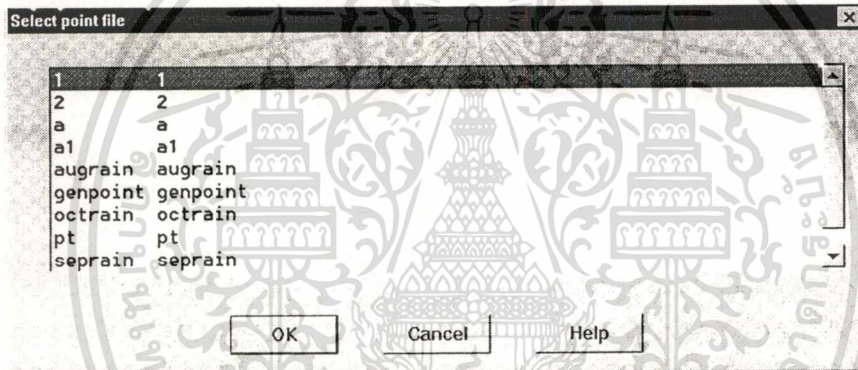 Select point file
1 1
2 2
a a
a1 a1
augrain augrain
genpoint genpoint
octrain octrain
pt pt
seprain seprain
OK Cancel Help